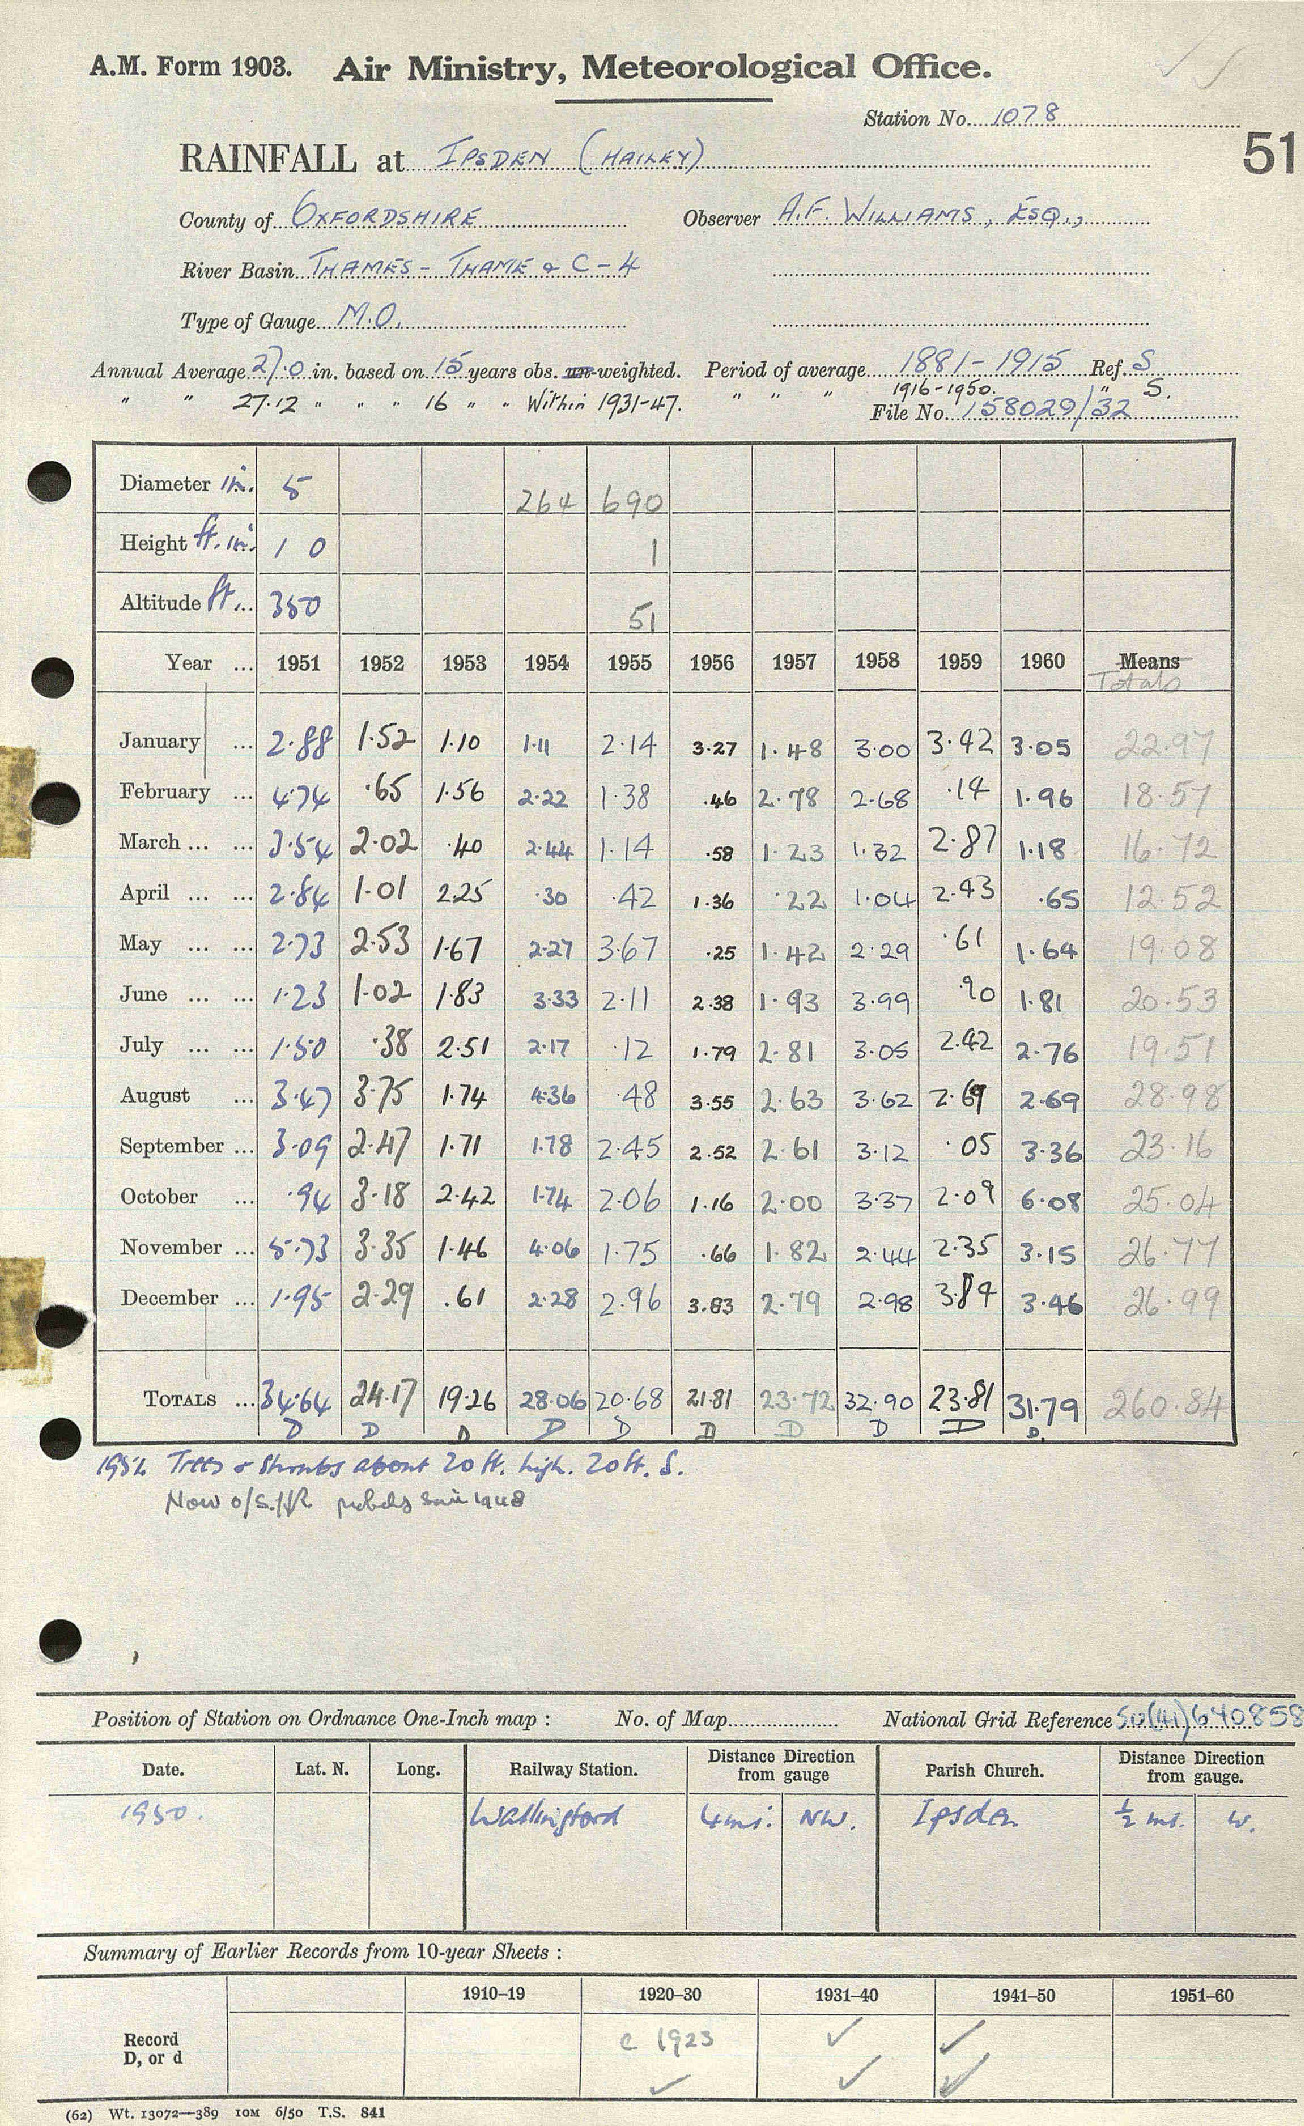 A.M. Form 1903. Air Ministry, Meteorological Office.
Station No. 1078
RAINFALL at IPSDEN (HAILEY) 51
County of OXFORDSHIRE Observer A.F. WILLIAMS, ESQ.,
River Basin THAMES - THAME & C - 4
Type of Gauge M.O.
Annual Average 27.0 in. based on 15 years obs. un-weighted. Period of average 1881-1915 Ref. S
" " 27.12 " " " 16 " " Within 1931-47. " " " 1916-1950. " S.
File No. 158029/32
Diameter in. 5 264 690
Height ft. in. 1 0 1
Altitude ft. 350 51
Year ... 1951 1952 1953 1954 1955 1956 1957 1958 1959 1960 Means
Totals
January ... 2.88 1.52 1.10 1.11 2.14 3.27 1.48 3.00 3.42 3.05 22.97
February ... 4.74 .65 1.56 2.22 1.38 .46 2.78 2.68 .14 1.96 18.57
March ... ... 3.54 2.02 .40 2.44 1.14 .58 1.23 1.32 2.87 1.18 16.72
April ... ... 2.84 1.01 2.25 .30 .42 1.36 .22 1.04 2.43 .65 12.52
May ... ... 2.73 2.53 1.67 2.27 3.67 .25 1.42 2.29 .61 1.64 19.08
June ... ... 1.23 1.02 1.83 3.33 2.11 2.38 1.93 3.99 .90 1.81 20.53
July ... ... 1.50 .38 2.51 2.17 .12 1.79 2.81 3.05 2.42 2.76 19.51
August ... 3.47 3.75 1.74 4.36 .48 3.55 2.63 3.62 2.69 2.69 28.98
September ... 3.09 2.47 1.71 1.78 2.45 2.52 2.61 3.12 .05 3.36 23.16
October ... .94 3.18 2.42 1.74 2.06 1.16 2.00 3.37 2.09 6.08 25.04
November ... 5.73 3.35 1.46 4.06 1.75 .66 1.82 2.44 2.35 3.15 26.77
December ... 1.95 2.29 .61 2.28 2.96 3.83 2.79 2.98 3.84 3.46 26.99
TOTALS ... 34.64 24.17 19.26 28.06 20.68 21.81 23.72 32.90 23.81 31.79 260.84
D D D D D D D D D D.
1952 Trees & Shrubs about 20 ft. high. 20 ft. S.
Now o/s. probably since 1948
Position of Station on Ordnance One-Inch map : No. of Map National Grid Reference SU(41)640858
Date. Lat. N. Long. Railway Station. Distance Direction from gauge Parish Church. Distance Direction from gauge.
1950. Wallingford 4 mi. NW. Ipsden ½ ml. W.
Summary of Earlier Records from 10-year Sheets :
1910–19 1920–30 1931–40 1941–50 1951–60
Record c 1923 ✓ ✓
D, or d ✓ ✓ ✓
(62) Wt. 13072—389 10M 6/50 T.S. 841